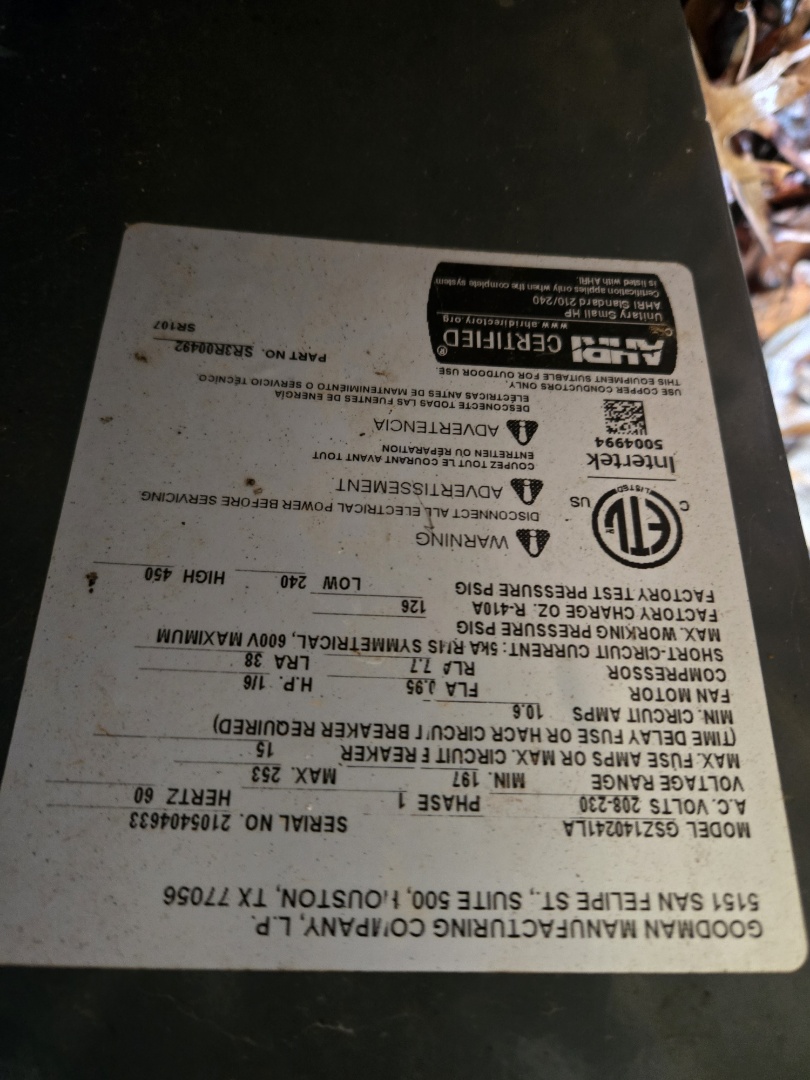 GOODMAN MANUFACTURING COMPANY, L.P.
5151 SAN FELIPE ST., SUITE 500, HOUSTON, TX 77056
MODEL GSZ140241LA SERIAL NO. 2105404633
A.C. VOLTS 208-230 PHASE 1 HERTZ 60
VOLTAGE RANGE MIN. 197 MAX. 253
MAX. FUSE AMPS OR MAX. CIRCUIT BREAKER 15
(TIME DELAY FUSE OR HACR CIRCUIT BREAKER REQUIRED)
MIN. CIRCUIT AMPS 10.6
FAN MOTOR FLA 0.95 H.P. 1/6
COMPRESSOR RLA 7.7 LRA 38
SHORT-CIRCUIT CURRENT: 5KA RMS SYMMETRICAL, 600V MAXIMUM
MAX. WORKING PRESSURE PSIG
FACTORY CHARGE OZ. R-410A 126
FACTORY TEST PRESSURE PSIG LOW 240 HIGH 450
WARNING
DISCONNECT ALL ELECTRICAL POWER BEFORE SERVICING.
AVERTISSEMENT
COUPEZ TOUT LE COURANT AVANT TOUT
ENTRETIEN OU RÉPARATION
ADVERTENCIA
DESCONECTE TODAS LAS FUENTES DE ENERGÍA
ELÉCTRICAS ANTES DE MANTENIMIENTO O SERVICIO TÉCNICO
C ETL US
LISTED
Intertek
5004994
USE COPPER CONDUCTORS ONLY.
THIS EQUIPMENT SUITABLE FOR OUTDOOR USE.
AHRI CERTIFIED®
www.ahridirectory.org
Unitary Small HP
AHRI Standard 210/240
Certification applies only when the complete system
is listed with AHRI.
PART NO. SR3R00492
SR107